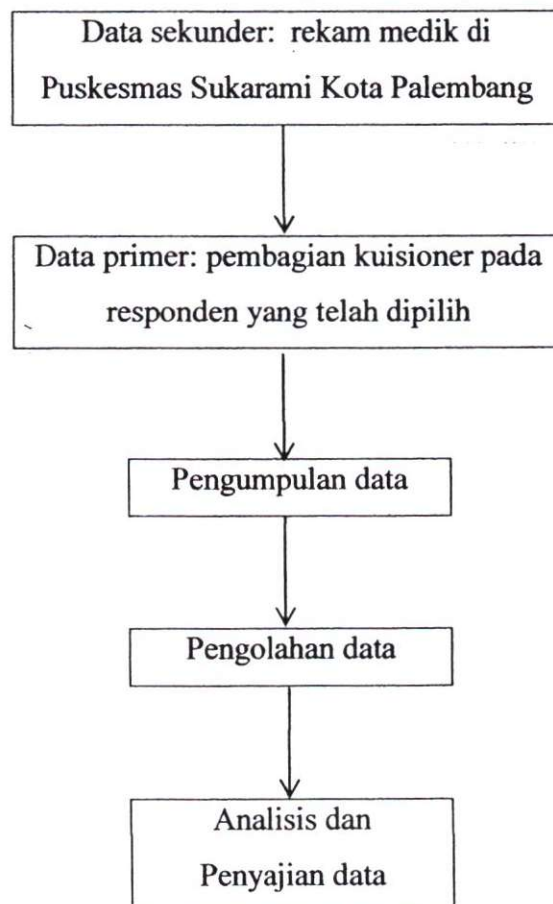 Data sekunder: rekam medik di
Puskesmas Sukarami Kota Palembang
Data primer: pembagian kuisioner pada
responden yang telah dipilih
Pengumpulan data
Pengolahan data
Analisis dan
Penyajian data